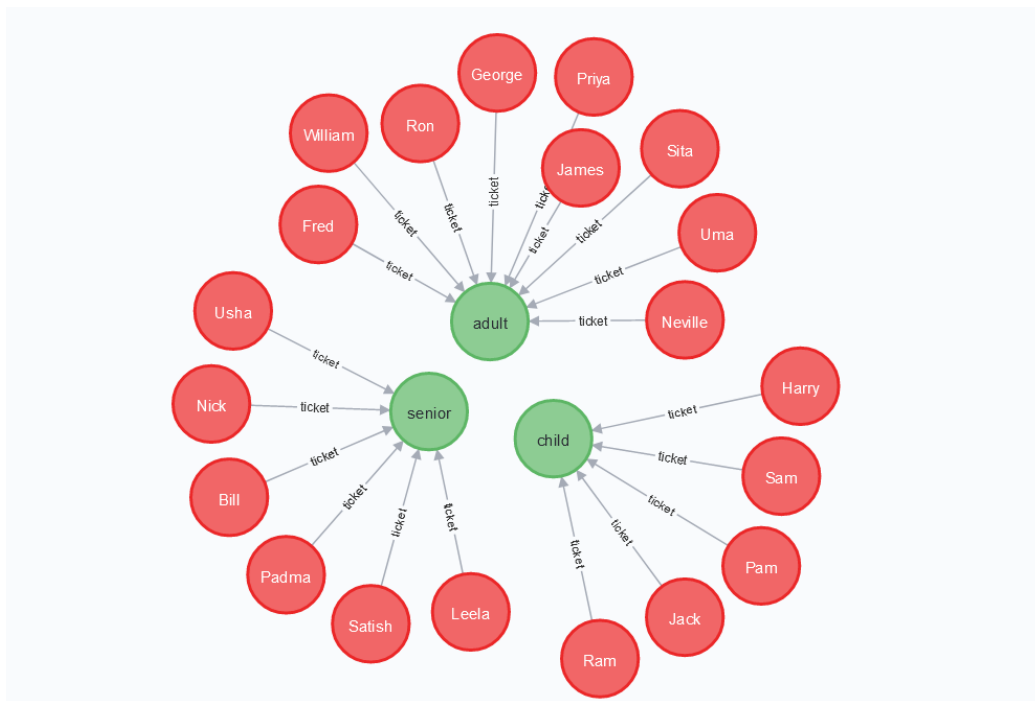 George
Priya
Ron
William
James
Sita
Fred
Uma
Neville
adult
ticket
ticket
ticket
ticket
ticket
ticket
ticket
ticket
ticket
Usha
Nick
Bill
Padma
Satish
Leela
senior
ticket
ticket
ticket
ticket
ticket
ticket
Harry
Sam
Pam
Jack
Ram
child
ticket
ticket
ticket
ticket
ticket